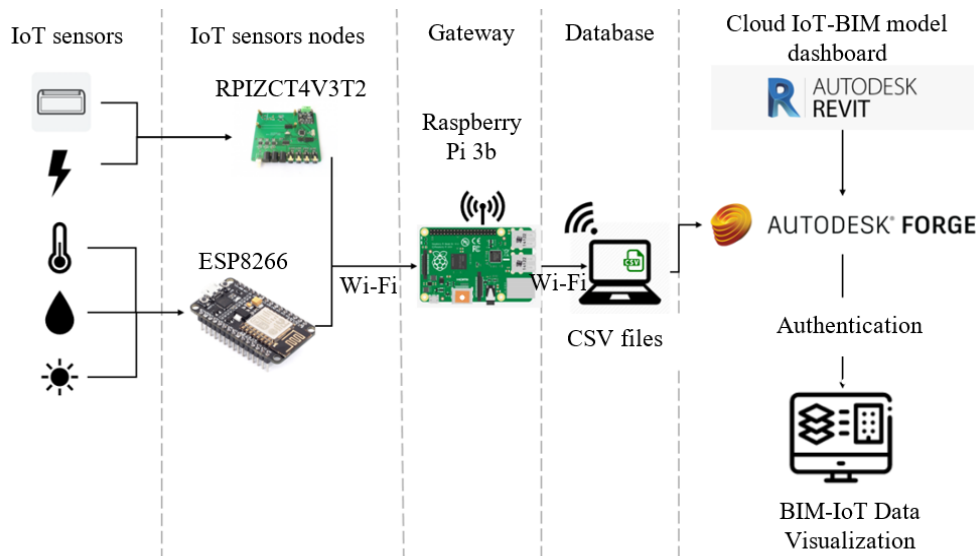 IoT sensors
IoT sensors nodes
Gateway
Database
Cloud IoT-BIM model
dashboard
RPIZCT4V3T2
Raspberry
Pi 3b
R
AUTODESK
REVIT
AUTODESK® FORGE
ESP8266
Wi-Fi
Wi-Fi
CSV
CSV files
Authentication
BIM-IoT Data
Visualization